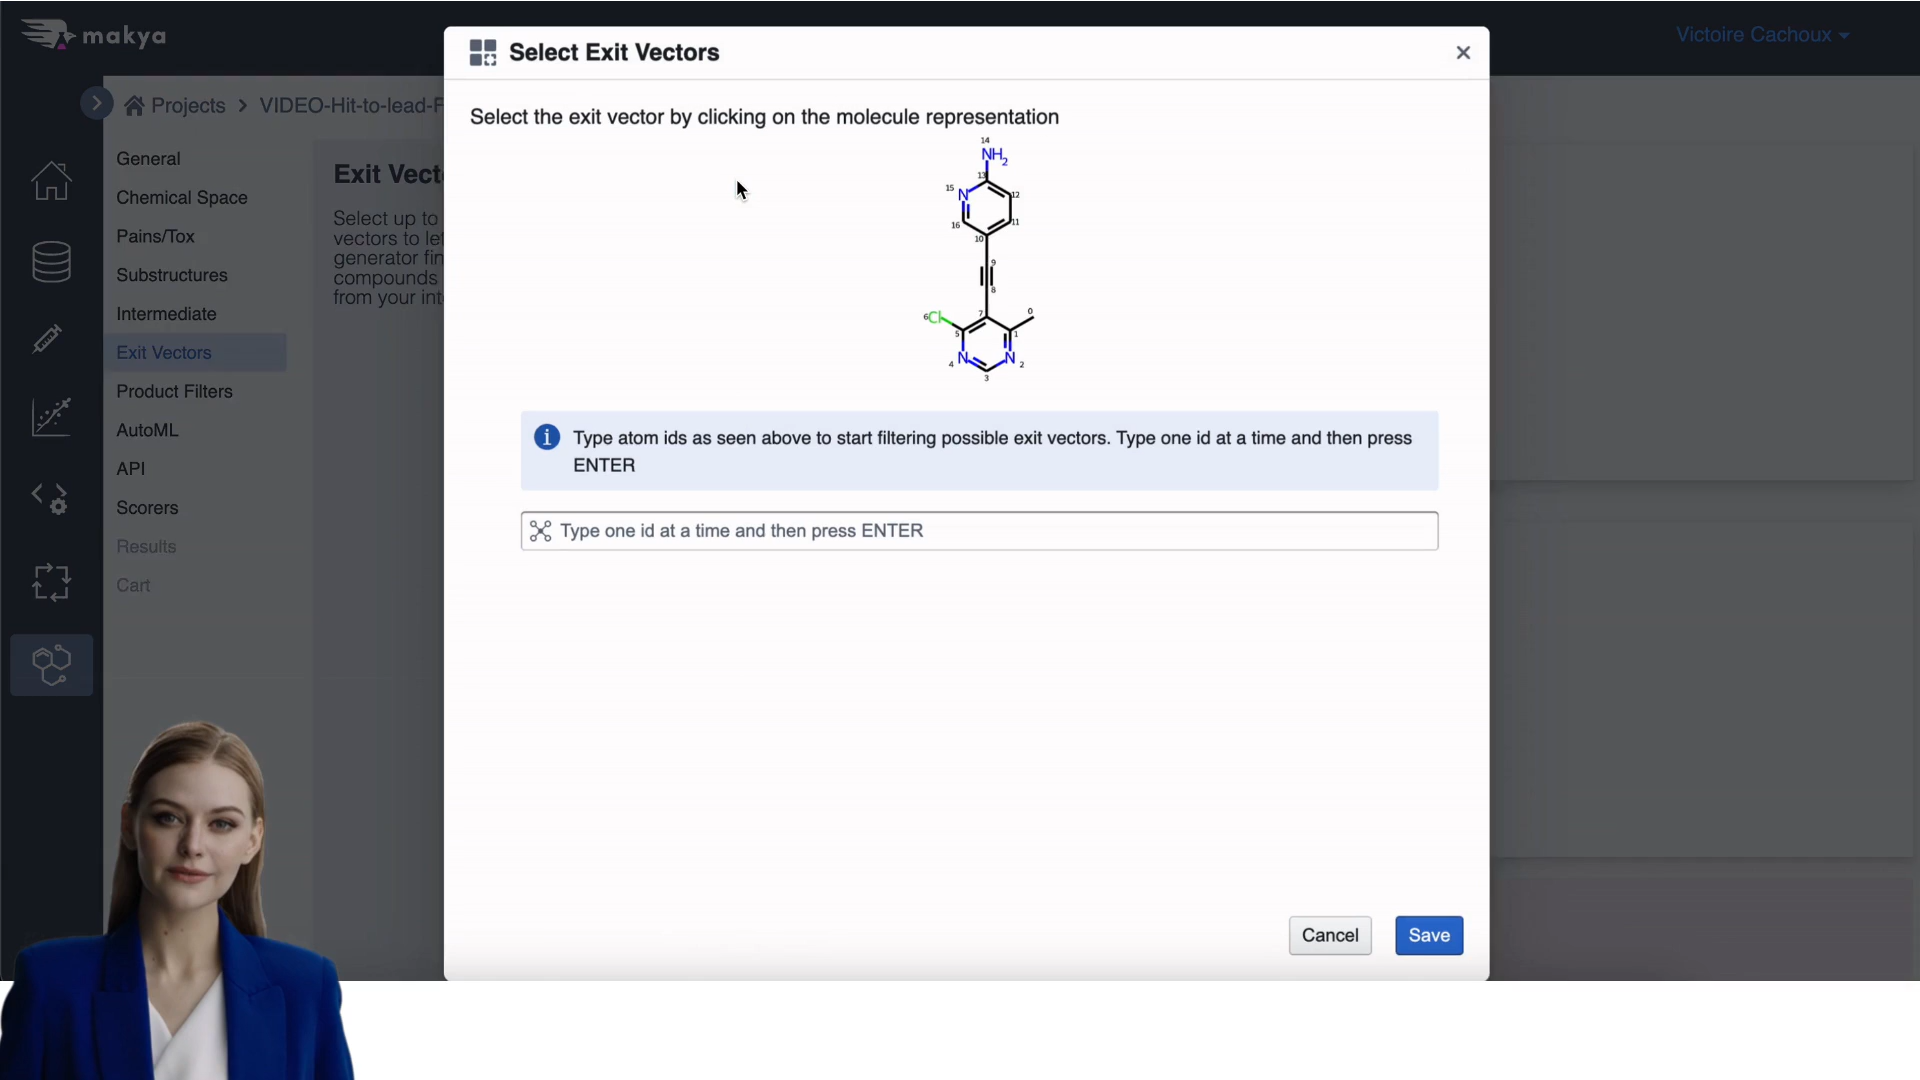 makya
Victoire Cachoux
Select Exit Vectors
Projects > VIDEO-Hit-to-lead-F
Select the exit vector by clicking on the molecule representation
General
Chemical Space
Pains/Tox
Substructures
Intermediate
Exit Vectors
Product Filters
AutoML
API
Scorers
Results
Cart
Exit Vect
Select up to
vectors to let
generator fin
compounds
from your int
14
NH2
13
15
N
12
16
11
10
9
8
6
Cl
7
0
5
1
N
N
4
2
3
Type atom ids as seen above to start filtering possible exit vectors. Type one id at a time and then press
ENTER
Type one id at a time and then press ENTER
Cancel
Save